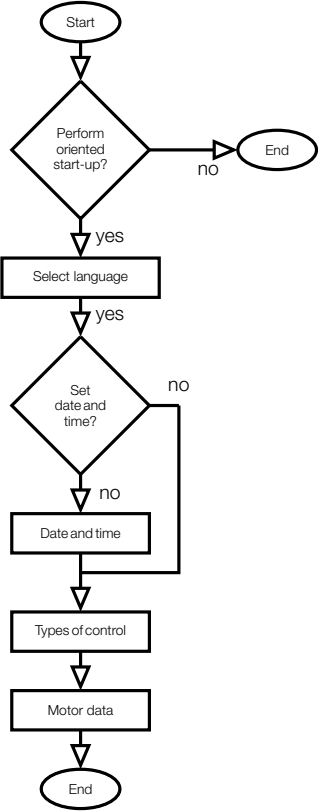 Start
Perform
oriented
start-up?
no
End
yes
Select language
yes
Set
date and
time?
no
no
Date and time
Types of control
Motor data
End